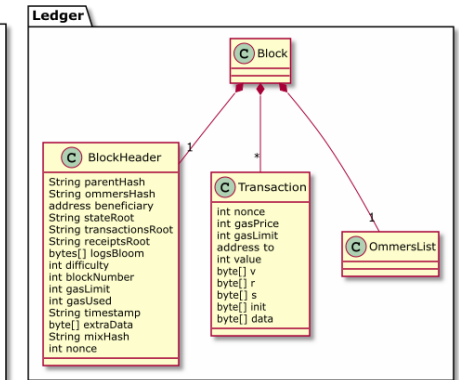 Ledger
C Block
1
*
1
C BlockHeader
String parentHash
String ommersHash
address beneficiary
String stateRoot
String transactionsRoot
String receiptsRoot
bytes[] logsBloom
int difficulty
int blockNumber
int gasLimit
int gasUsed
String timestamp
byte[] extraData
String mixHash
int nonce
C Transaction
int nonce
int gasPrice
int gasLimit
address to
int value
byte[] v
byte[] r
byte[] s
byte[] init
byte[] data
C OmmersList